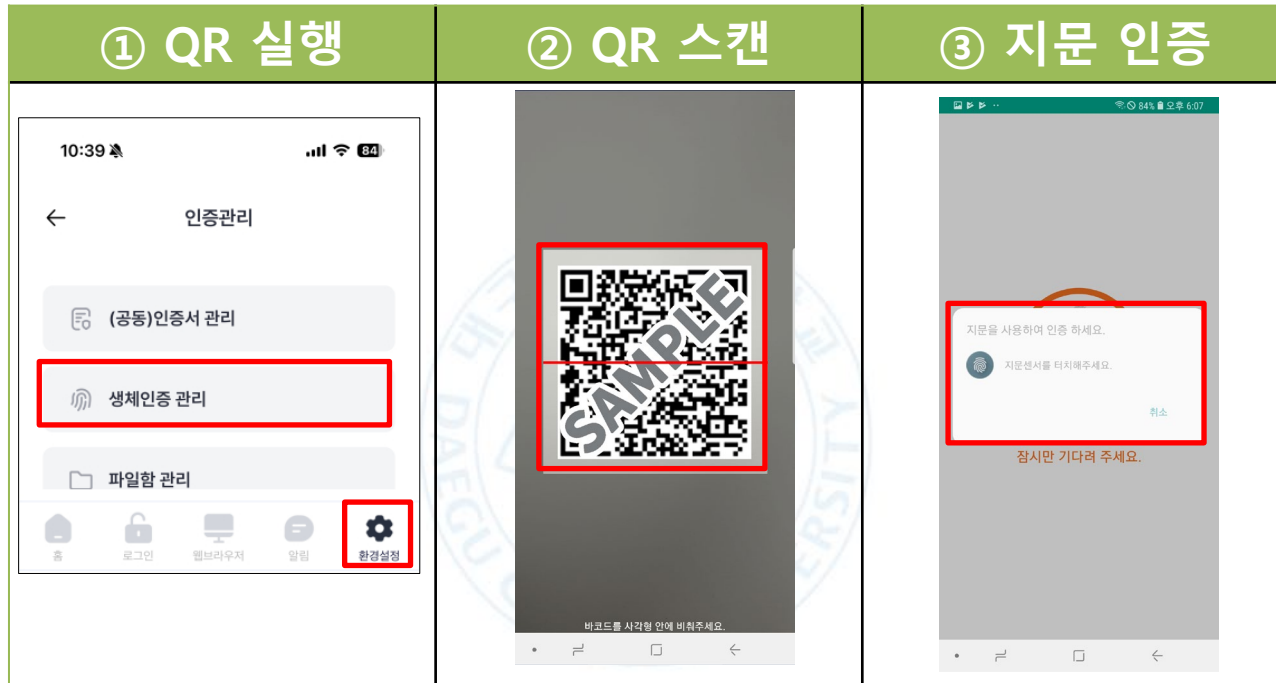 ① QR 실행
② QR 스캔
③ 지문 인증
10:39
84
인증관리
(공동)인증서 관리
생체인증 관리
파일함 관리
홈
로그인
웹브라우저
알림
환경설정
SAMPLE
바코드를 사각형 안에 비춰주세요.
84% 오후 6:07
지문을 사용하여 인증 하세요.
지문센서를 터치해주세요.
취소
잠시만 기다려 주세요.